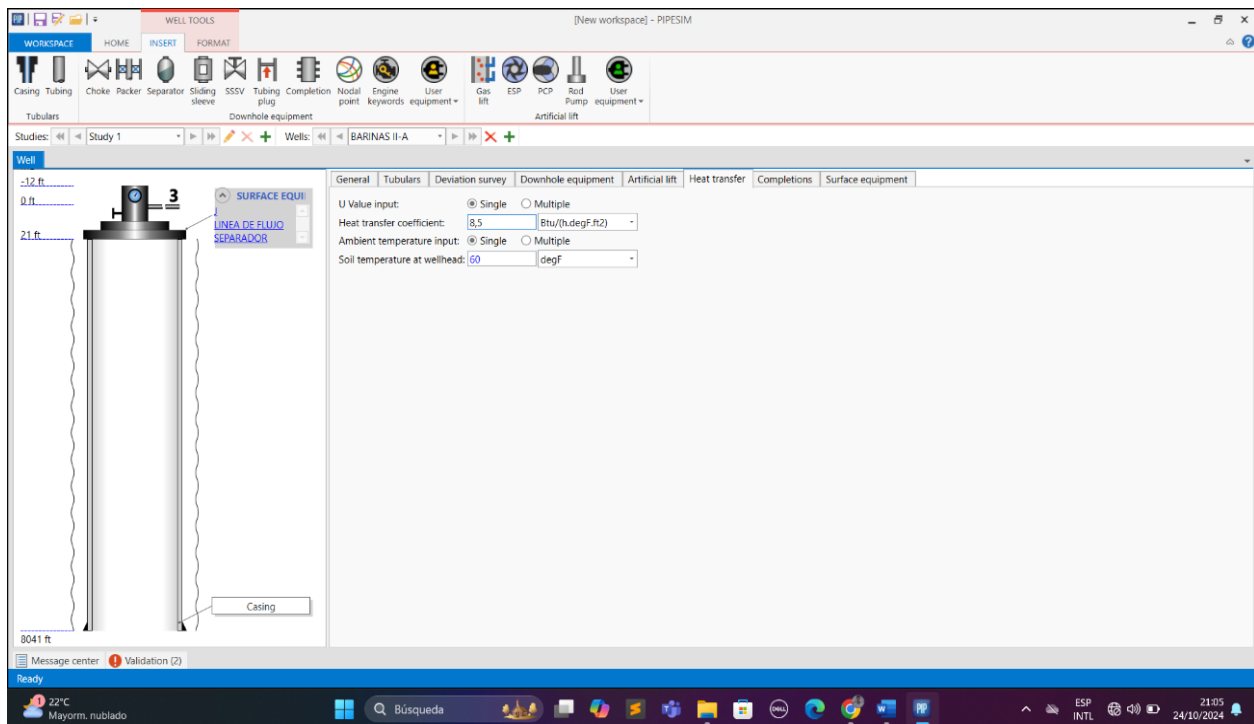 PIP
WELL TOOLS
[New workspace] - PIPESIM
WORKSPACE HOME INSERT FORMAT
Casing Tubing Choke Packer Separator Sliding sleeve SSSV Tubing plug Completion Nodal point Engine keywords User equipment Gas lift ESP PCP Rod Pump User equipment
Tubulars Downhole equipment Artificial lift
Studies: Study 1 Wells: BARINAS II-A
Well
General Tubulars Deviation survey Downhole equipment Artificial lift Heat transfer Completions Surface equipment
-12 ft
0 ft
21 ft
3
SURFACE EQUI
J
LINEA DE FLUJO
SEPARADOR
U Value input: Single Multiple
Heat transfer coefficient: 8,5 Btu/(h.degF.ft2)
Ambient temperature input: Single Multiple
Soil temperature at wellhead: 60 degF
Casing
8041 ft
Message center Validation (2)
Ready
1
22°C
Mayorm. nublado
Búsqueda
DELL
PIP
ESP
INTL
21:05
24/10/2024